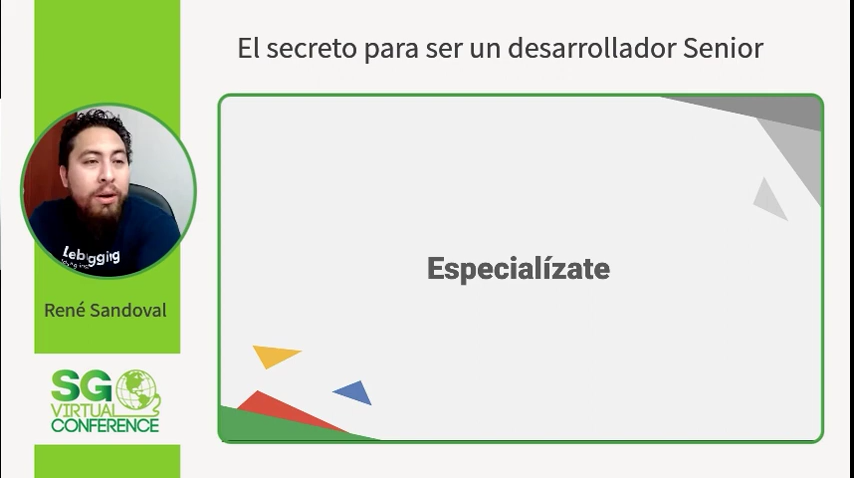 El secreto para ser un desarrollador Senior
Especialízate
René Sandoval
SG
VIRTUAL
CONFERENCE